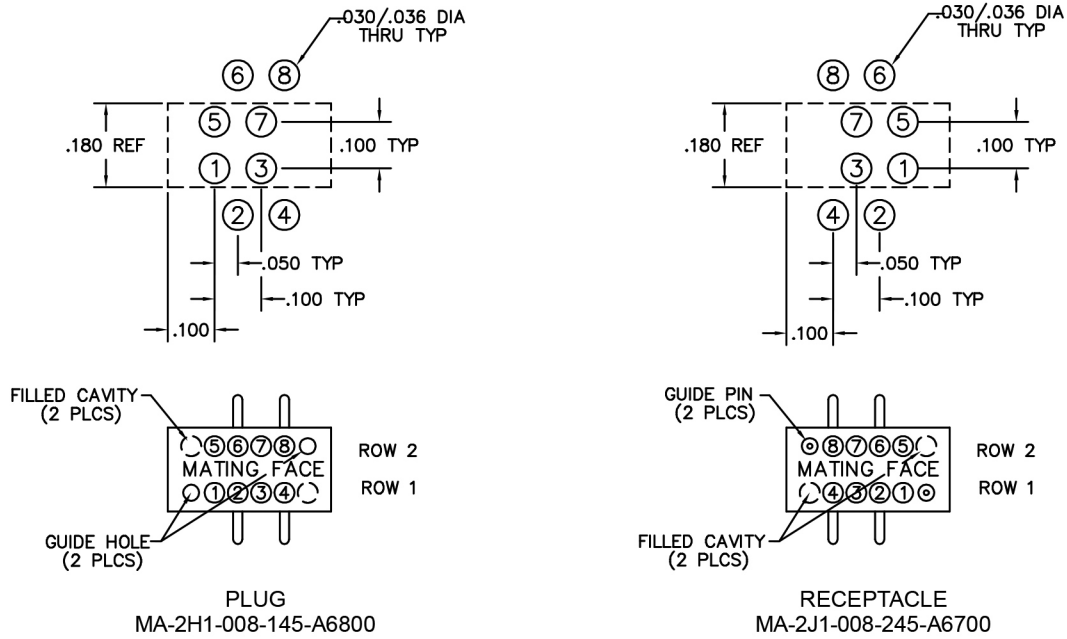 .030/.036 DIA
THRU TYP
6 8
5 7
.180 REF
.100 TYP
1 3
2 4
.050 TYP
.100 TYP
.100
FILLED CAVITY
(2 PLCS)
5 6 7 8
ROW 2
MATING FACE
1 2 3 4
ROW 1
GUIDE HOLE
(2 PLCS)
PLUG
MA-2H1-008-145-A6800
.030/.036 DIA
THRU TYP
8 6
7 5
.180 REF
.100 TYP
3 1
4 2
.050 TYP
.100 TYP
.100
GUIDE PIN
(2 PLCS)
8 7 6 5
ROW 2
MATING FACE
4 3 2 1
ROW 1
FILLED CAVITY
(2 PLCS)
RECEPTACLE
MA-2J1-008-245-A6700